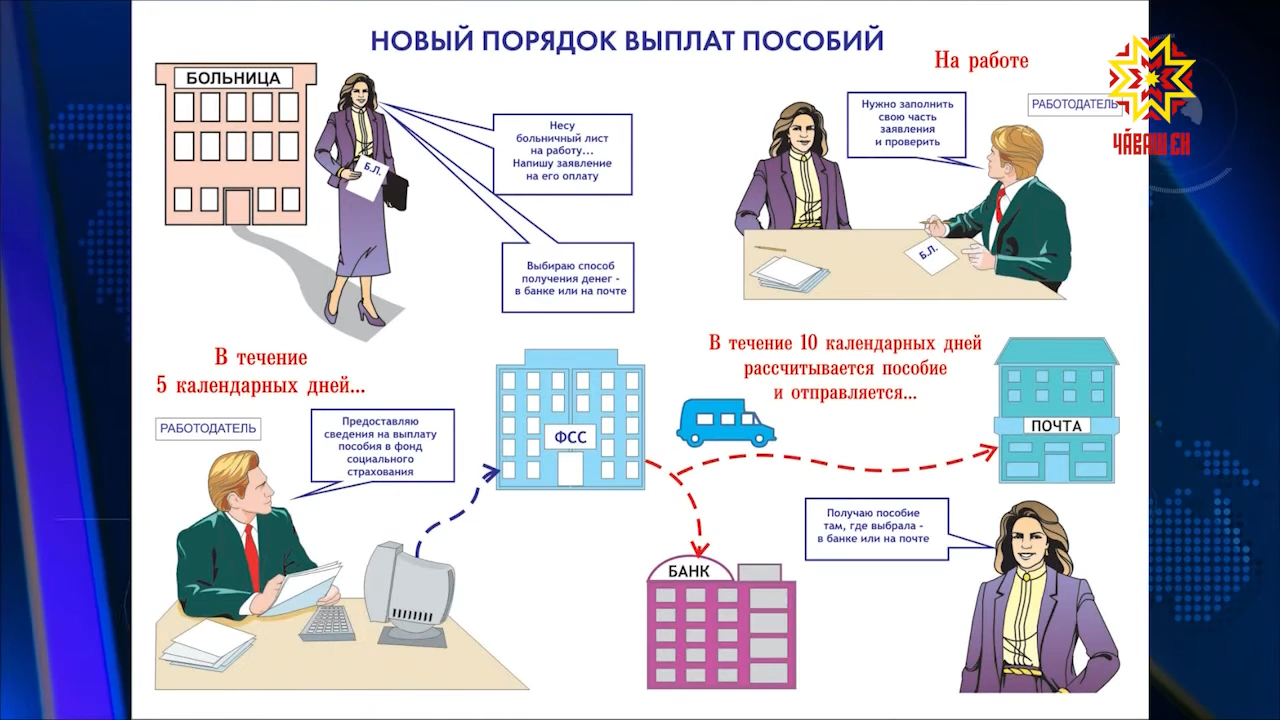 НОВЫЙ ПОРЯДОК ВЫПЛАТ ПОСОБИЙ
БОЛЬНИЦА
Б.Л.
Несу
больничный лист
на работу...
Напишу заявление
на его оплату
Выбираю способ
получения денег -
в банке или на почте
На работе
Нужно заполнить
свою часть
заявления
и проверить
РАБОТОДАТЕЛЬ
ЧӐВАШ ЕН
Б.Л.
В течение
5 календарных дней...
РАБОТОДАТЕЛЬ
Предоставляю
сведения на выплату
пособия в фонд
социального
страхования
ФСС
В течение 10 календарных дней
рассчитывается пособие
и отправляется...
ПОЧТА
БАНК
Получаю пособие
там, где выбрала -
в банке или на почте